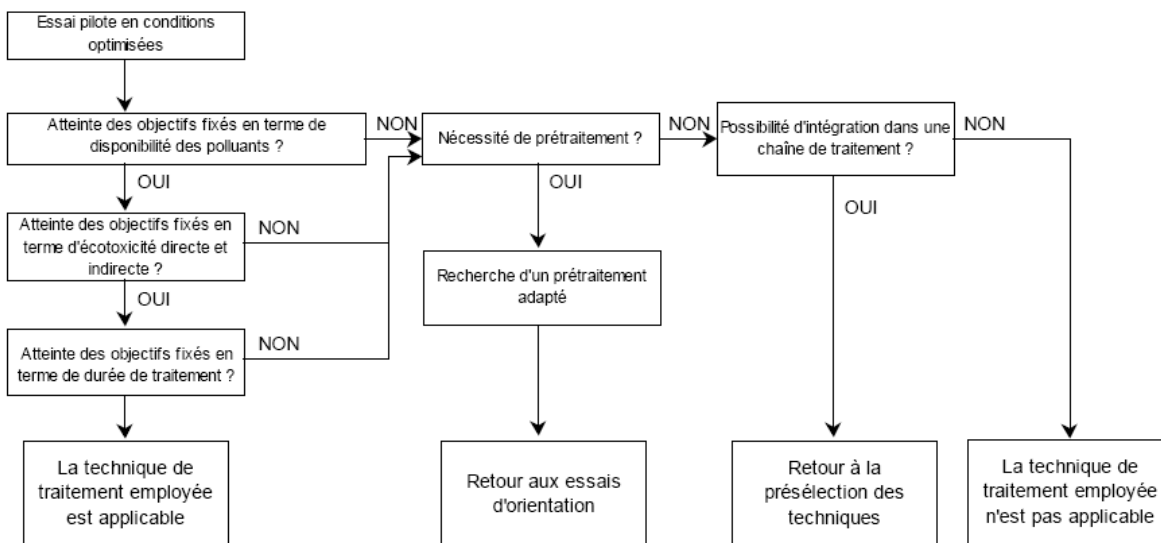 Essai pilote en conditions
optimisées
Atteinte des objectifs fixés en terme de
disponibilité des polluants ?
NON
Nécessité de prétraitement ?
NON
Possibilité d'intégration dans une
chaîne de traitement ?
NON
OUI
OUI
OUI
Atteinte des objectifs fixés en
terme d'écotoxicité directe et
indirecte ?
NON
Recherche d'un prétraitement
adapté
OUI
Atteinte des objectifs fixés en
terme de durée de traitement ?
NON
La technique de
traitement employée
est applicable
Retour aux essais
d'orientation
Retour à la
présélection des
techniques
La technique de
traitement employée
n'est pas applicable